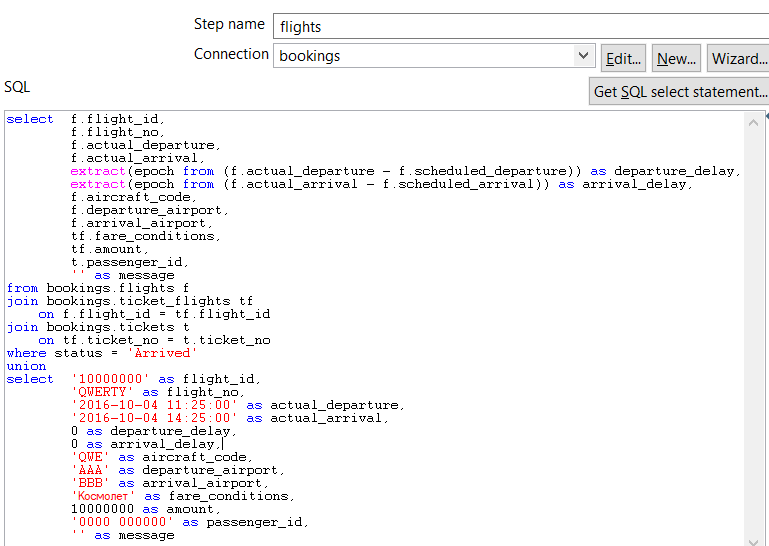 Step name flights
Connection bookings Edit... New... Wizard...
SQL Get SQL select statement...
select f.flight_id,
f.flight_no,
f.actual_departure,
f.actual_arrival,
extract(epoch from (f.actual_departure - f.scheduled_departure)) as departure_delay,
extract(epoch from (f.actual_arrival - f.scheduled_arrival)) as arrival_delay,
f.aircraft_code,
f.departure_airport,
f.arrival_airport,
tf.fare_conditions,
tf.amount,
t.passenger_id,
'' as message
from bookings.flights f
join bookings.ticket_flights tf
on f.flight_id = tf.flight_id
join bookings.tickets t
on tf.ticket_no = t.ticket_no
where status = 'Arrived'
union
select '10000000' as flight_id,
'QWERTY' as flight_no,
'2016-10-04 11:25:00' as actual_departure,
'2016-10-04 14:25:00' as actual_arrival,
0 as departure_delay,
0 as arrival_delay,
'QWE' as aircraft_code,
'AAA' as departure_airport,
'BBB' as arrival_airport,
'Космолет' as fare_conditions,
10000000 as amount,
'0000 000000' as passenger_id,
'' as message